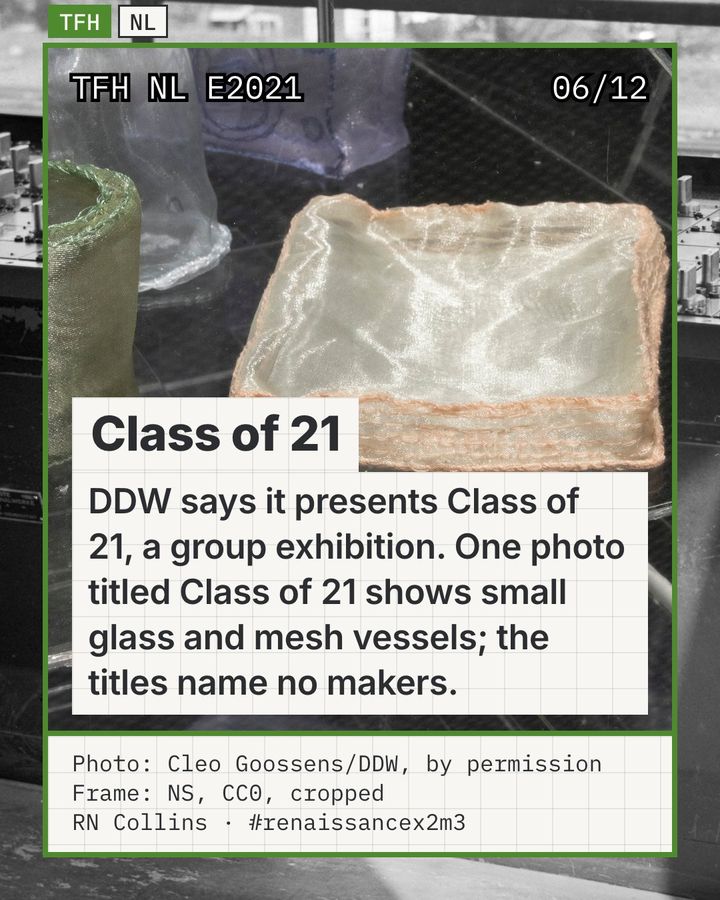 TFH NL
TFH NL E2021 06/12
Class of 21
DDW says it presents Class of
21, a group exhibition. One photo
titled Class of 21 shows small
glass and mesh vessels; the
titles name no makers.
Photo: Cleo Goossens/DDW, by permission
Frame: NS, CC0, cropped
RN Collins · #renaissancex2m3